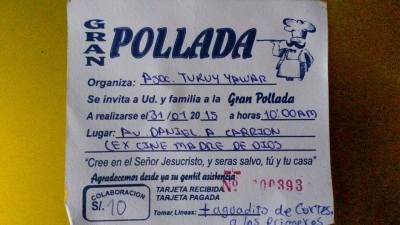 GRAN POLLADA
Organiza: ASOC. TURUY YAWAR
Se invita a Ud. y familia a la Gran Pollada
A realizarse el 31/01 2015 a horas 10:00AM
Lugar: AV DANIEL A CARRION
(EX CINE MADRE DE DIOS
"Cree en el Señor Jesucristo, y seras salvo, tú y tu casa"
Agradecemos desde ya su gentil asistencia
Nº 000393
COLABORACION
S/. 10
TARJETA RECIBIDA
TARJETA PAGADA
Tomar, Lineas: + aguadito de Cortes.
a los primeros